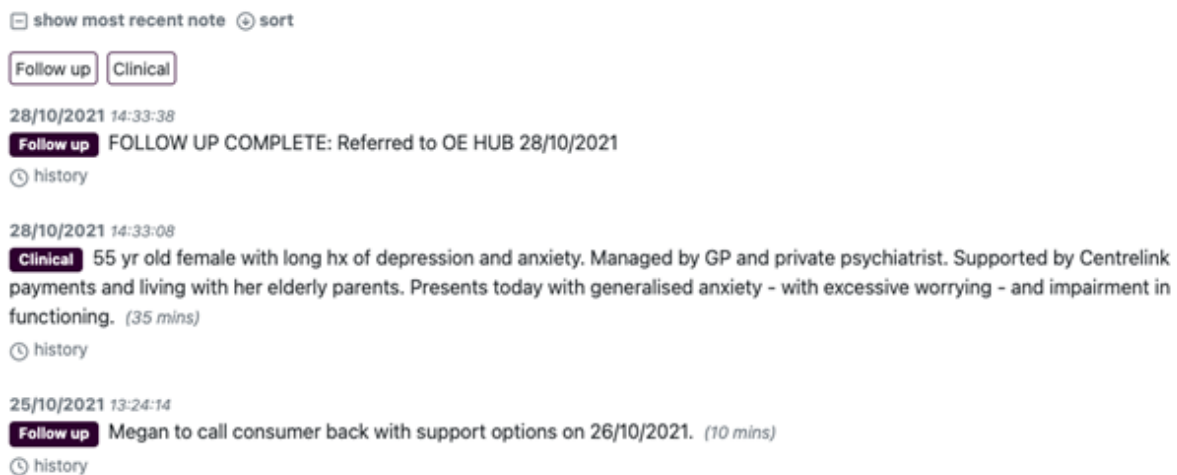 show most recent note sort
Follow up Clinical
28/10/2021 14:33:38
Follow up FOLLOW UP COMPLETE: Referred to OE HUB 28/10/2021
history
28/10/2021 14:33:08
Clinical 55 yr old female with long hx of depression and anxiety. Managed by GP and private psychiatrist. Supported by Centrelink
payments and living with her elderly parents. Presents today with generalised anxiety - with excessive worrying - and impairment in
functioning. (35 mins)
history
25/10/2021 13:24:14
Follow up Megan to call consumer back with support options on 26/10/2021. (10 mins)
history